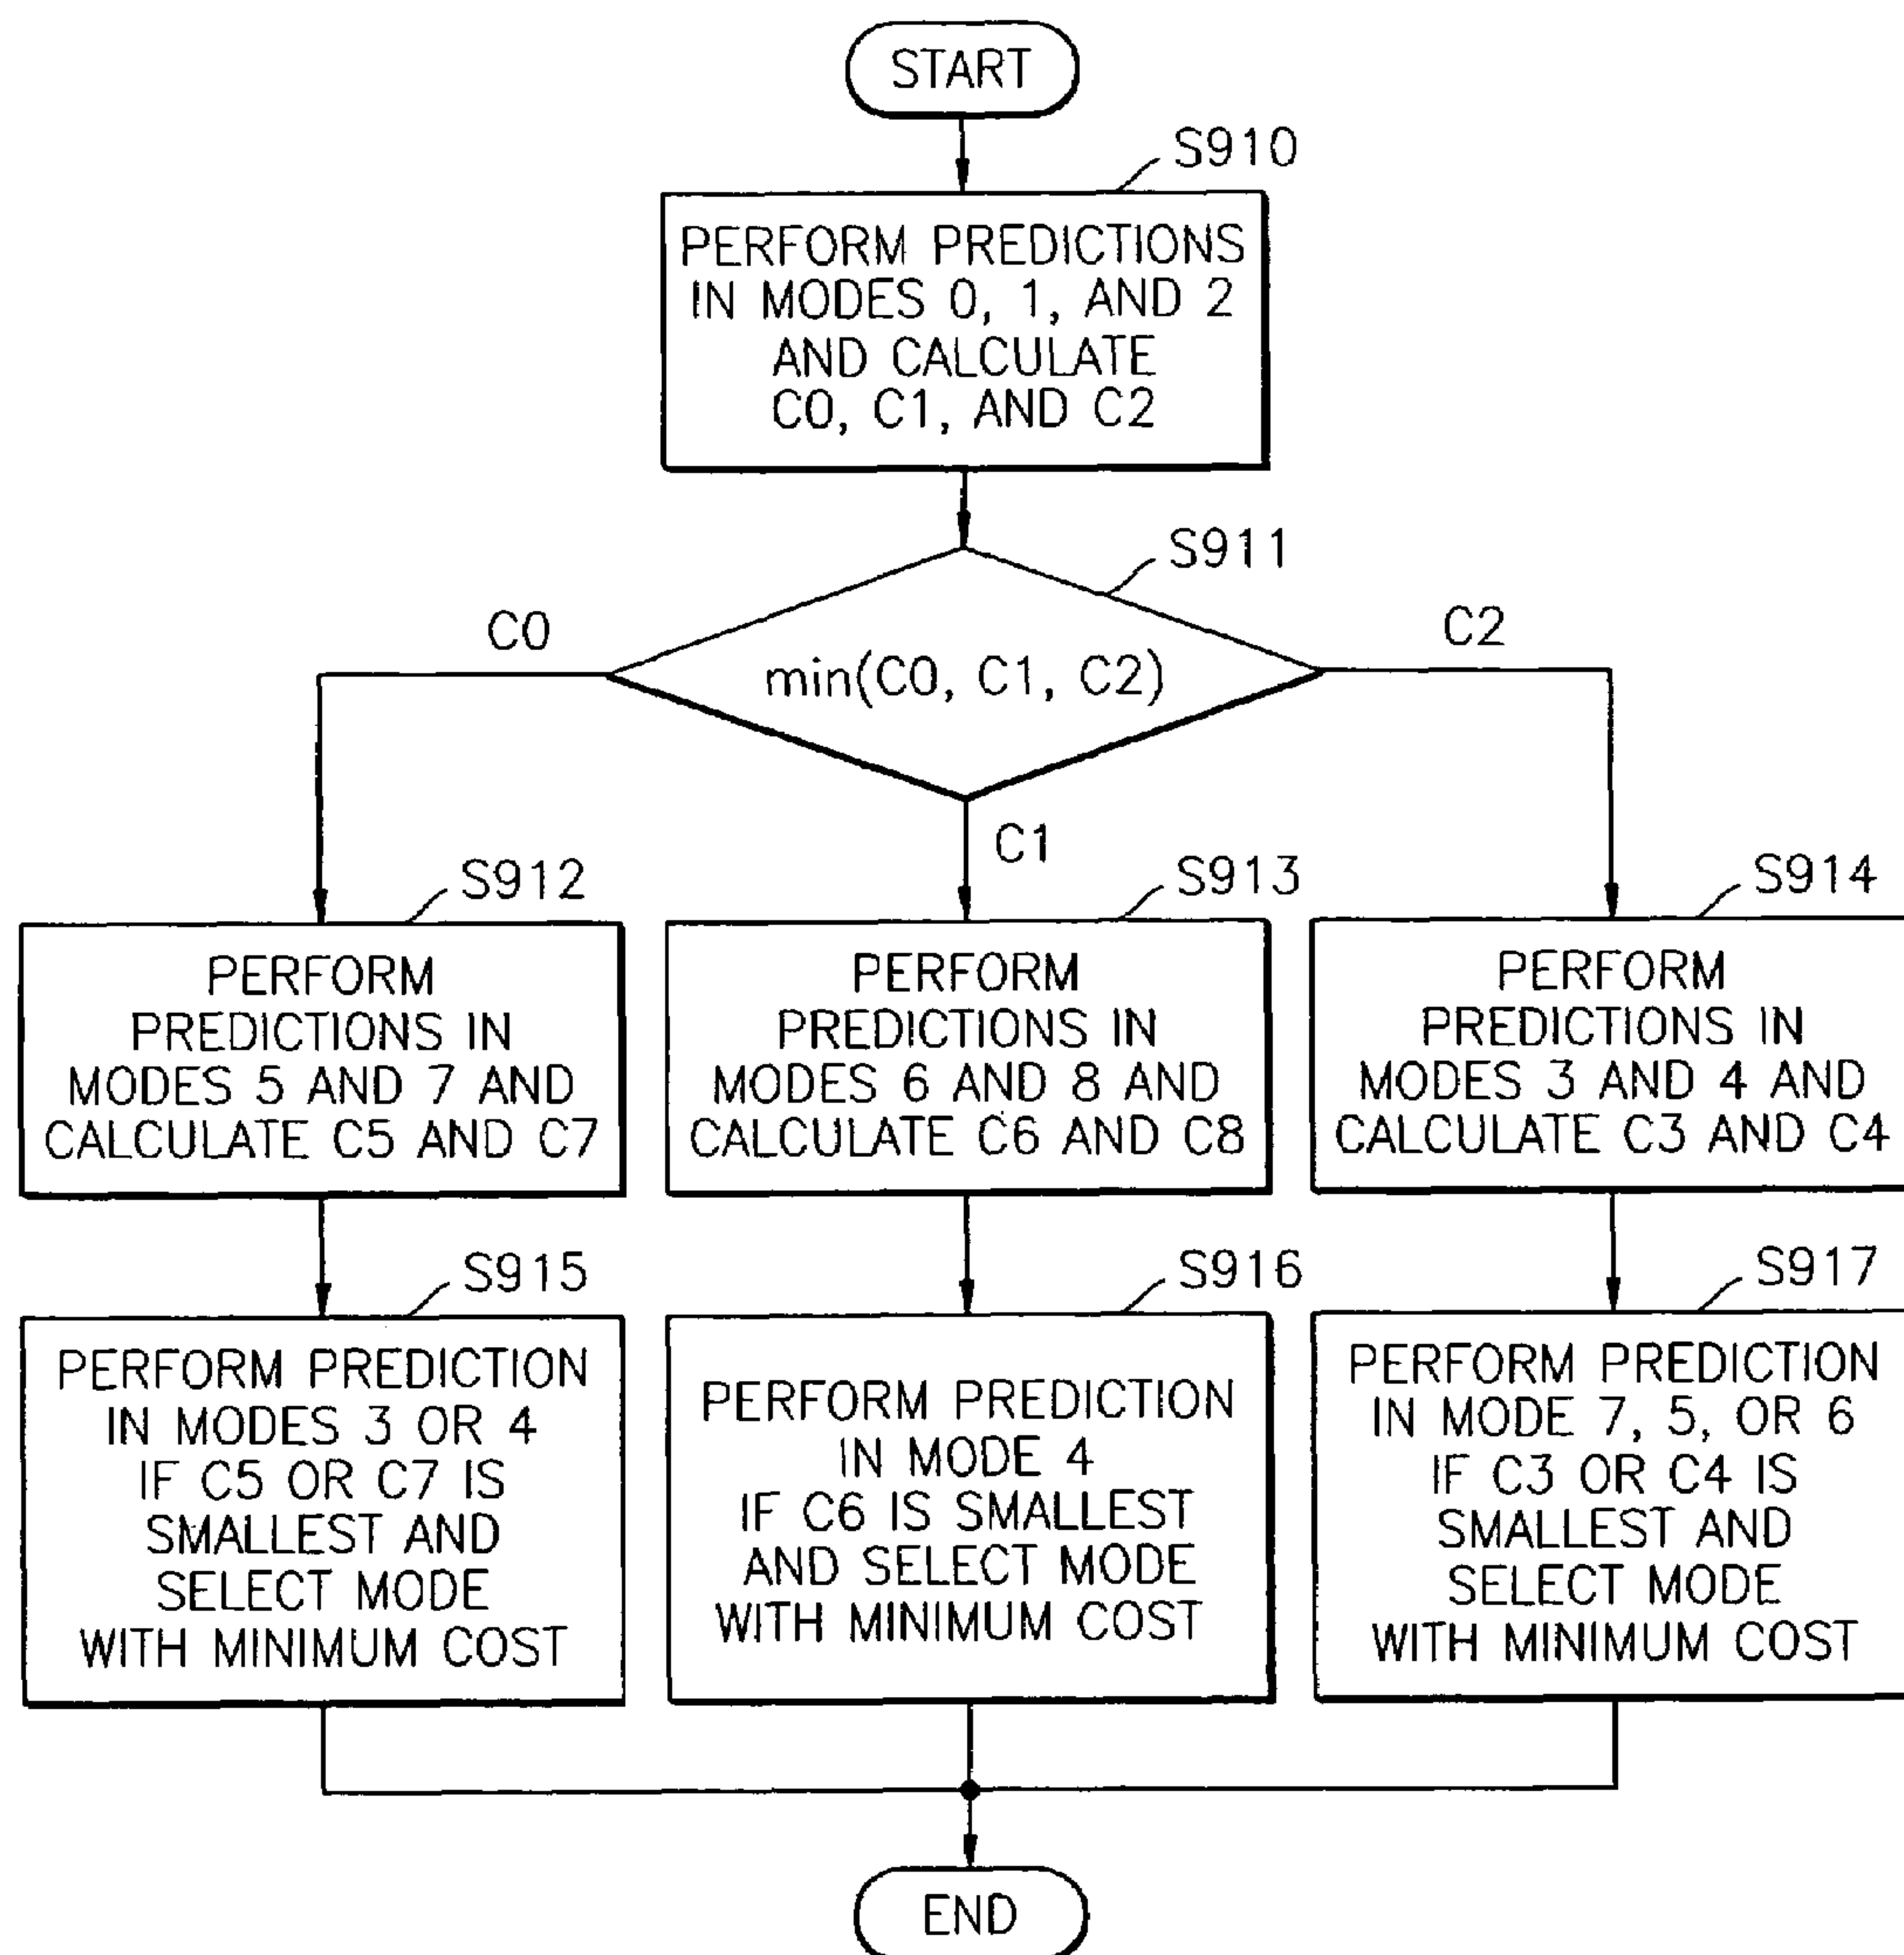 START
S910
PERFORM PREDICTIONS
IN MODES 0, 1, AND 2
AND CALCULATE
C0, C1, AND C2
S911
C0
min(C0, C1, C2)
C2
C1
S912
PERFORM
PREDICTIONS IN
MODES 5 AND 7 AND
CALCULATE C5 AND C7
S913
PERFORM
PREDICTIONS IN
MODES 6 AND 8 AND
CALCULATE C6 AND C8
S914
PERFORM
PREDICTIONS IN
MODES 3 AND 4 AND
CALCULATE C3 AND C4
S915
PERFORM PREDICTION
IN MODES 3 OR 4
IF C5 OR C7 IS
SMALLEST AND
SELECT MODE
WITH MINIMUM COST
S916
PERFORM PREDICTION
IN MODE 4
IF C6 IS SMALLEST
AND SELECT MODE
WITH MINIMUM COST
S917
PERFORM PREDICTION
IN MODE 7, 5, OR 6
IF C3 OR C4 IS
SMALLEST AND
SELECT MODE
WITH MINIMUM COST
END